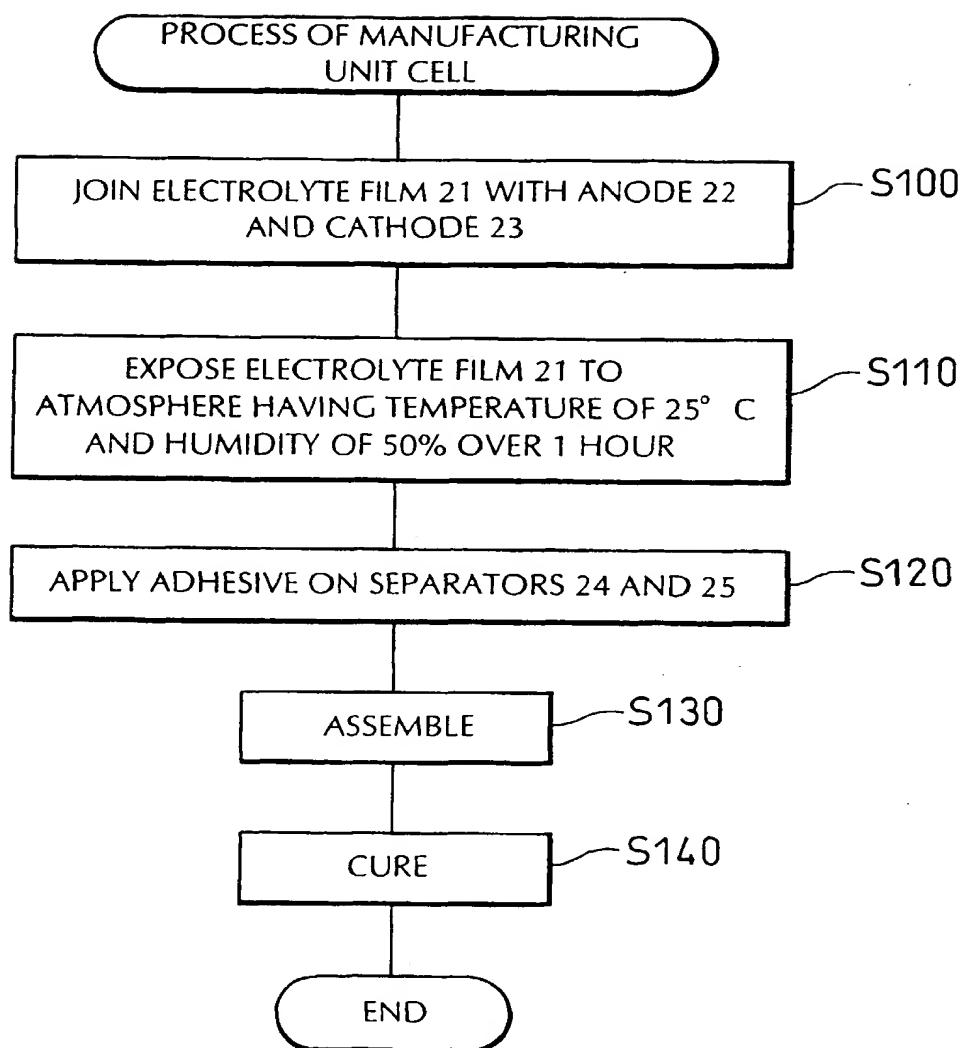 PROCESS OF MANUFACTURING
UNIT CELL
JOIN ELECTROLYTE FILM 21 WITH ANODE 22
AND CATHODE 23
S100
EXPOSE ELECTROLYTE FILM 21 TO
ATMOSPHERE HAVING TEMPERATURE OF 25° C
AND HUMIDITY OF 50% OVER 1 HOUR
S110
APPLY ADHESIVE ON SEPARATORS 24 AND 25
S120
ASSEMBLE
S130
CURE
S140
END